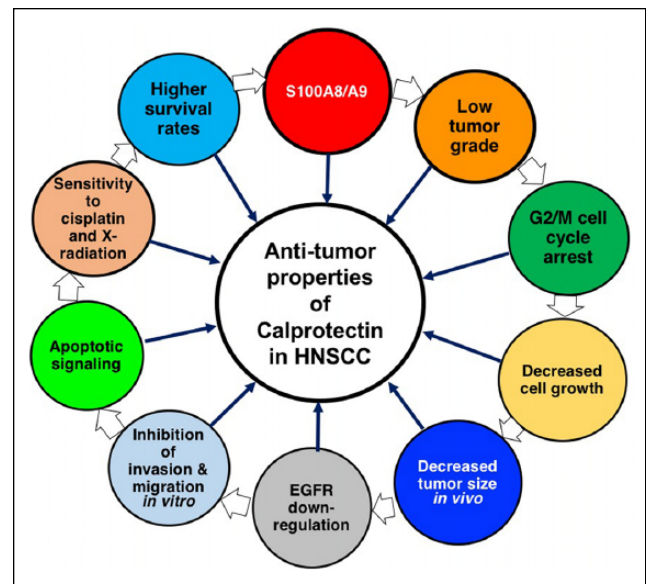 S100A8/A9
Low
tumor
grade
G2/M cell
cycle
arrest
Decreased
cell growth
Decreased
tumor size
in vivo
EGFR
down-
regulation
Inhibition of
invasion &
migration
in vitro
Apoptotic
signaling
Sensitivity
to
cisplatin
and X-
radiation
Higher
survival
rates
Anti-tumor
properties
of
Calprotectin
in HNSCC